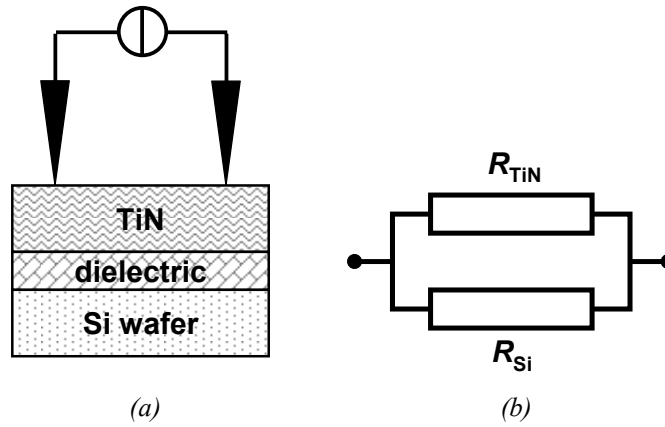 TiN
dielectric
Si wafer
(a)
R_TiN
R_Si
(b)